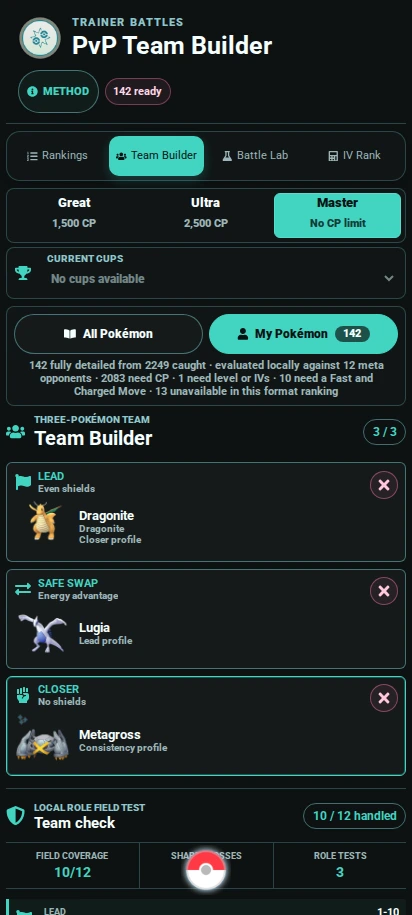 TRAINER BATTLES
PvP Team Builder
METHOD
142 ready
Rankings
Team Builder
Battle Lab
IV Rank
Great
1,500 CP
Ultra
2,500 CP
Master
No CP limit
CURRENT CUPS
No cups available
All Pokémon
My Pokémon 142
142 fully detailed from 2249 caught · evaluated locally against 12 meta
opponents · 2083 need CP · 1 need level or IVs · 10 need a Fast and
Charged Move · 13 unavailable in this format ranking
THREE-POKÉMON TEAM
Team Builder
3 / 3
LEAD
Even shields
Dragonite
Dragonite
Closer profile
SAFE SWAP
Energy advantage
Lugia
Lead profile
CLOSER
No shields
Metagross
Consistency profile
LOCAL ROLE FIELD TEST
Team check
10 / 12 handled
FIELD COVERAGE
10/12
ROLE TESTS
3
LEAD
1-10